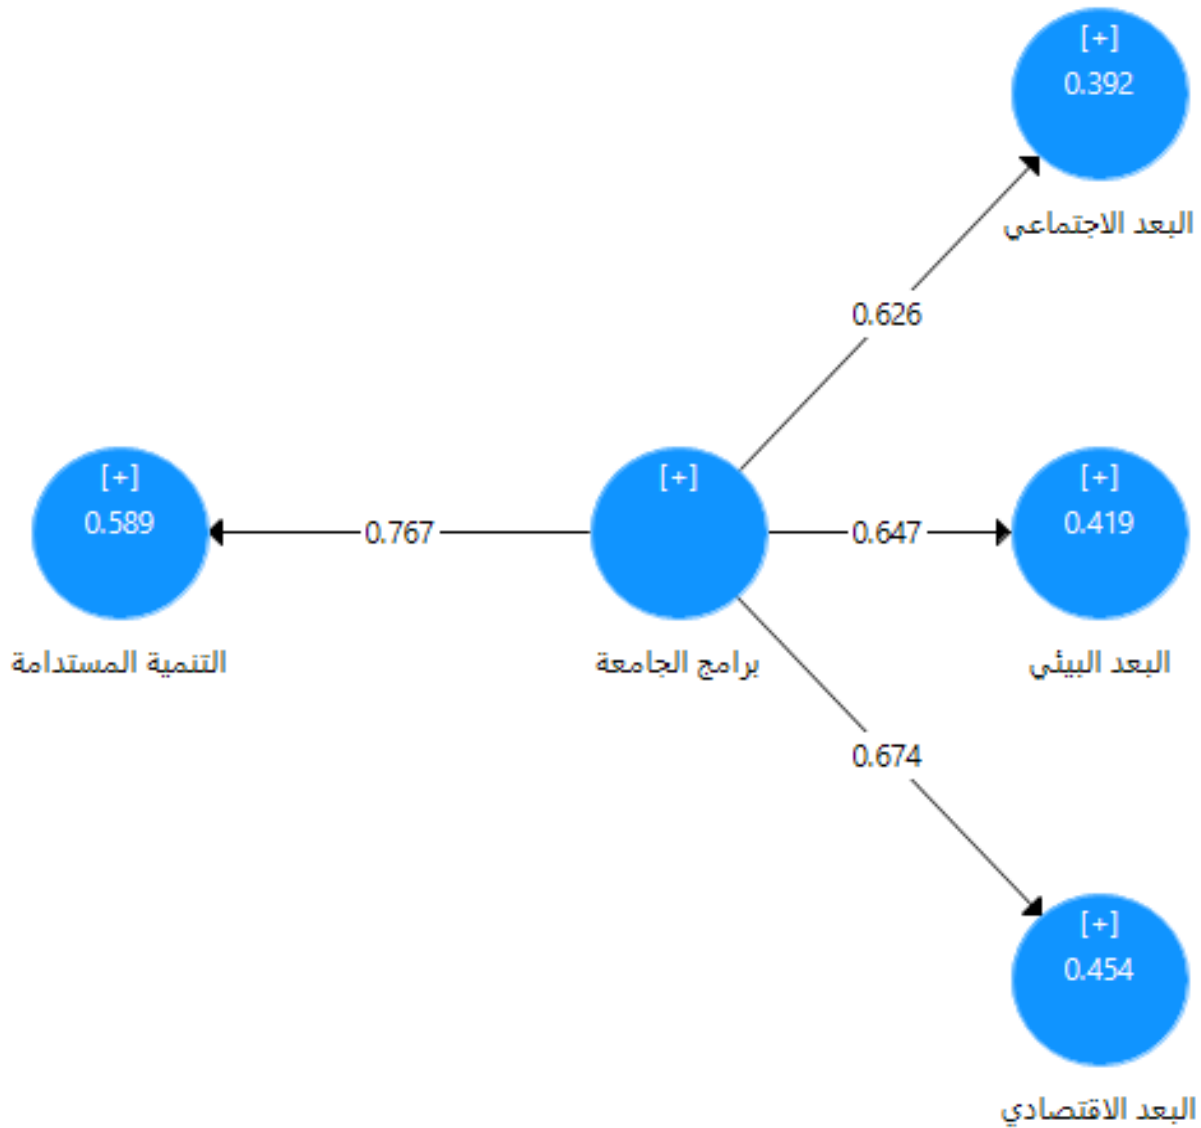 [+]
0.392
البعد الاجتماعي
0.626
[+]
0.589
التنمية المستدامة
0.767
[+]
برامج الجامعة
0.647
[+]
0.419
البعد البيئي
0.674
[+]
0.454
البعد الاقتصادي